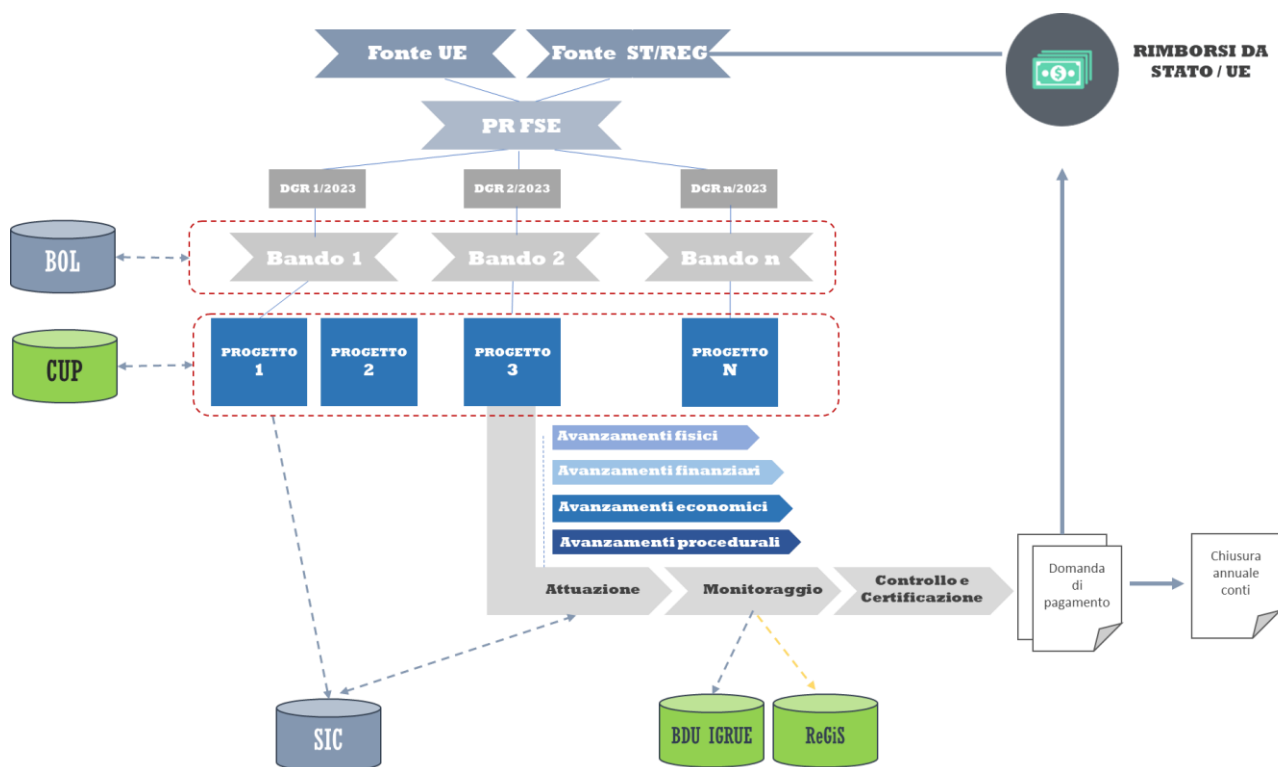 Fonte UE
Fonte ST/REG
RIMBORSI DA
STATO / UE
PR FSE
DGR 1/2023
DGR 2/2023
DGR n/2023
BOL
Bando 1
Bando 2
Bando n
CUP
PROGETTO
1
PROGETTO
2
PROGETTO
3
PROGETTO
N
Avanzamenti fisici
Avanzamenti finanziari
Avanzamenti economici
Avanzamenti procedurali
Attuazione
Monitoraggio
Controllo e
Certificazione
Domanda
di
pagamento
Chiusura
annuale
conti
SIC
BDU IGRUE
ReGiS